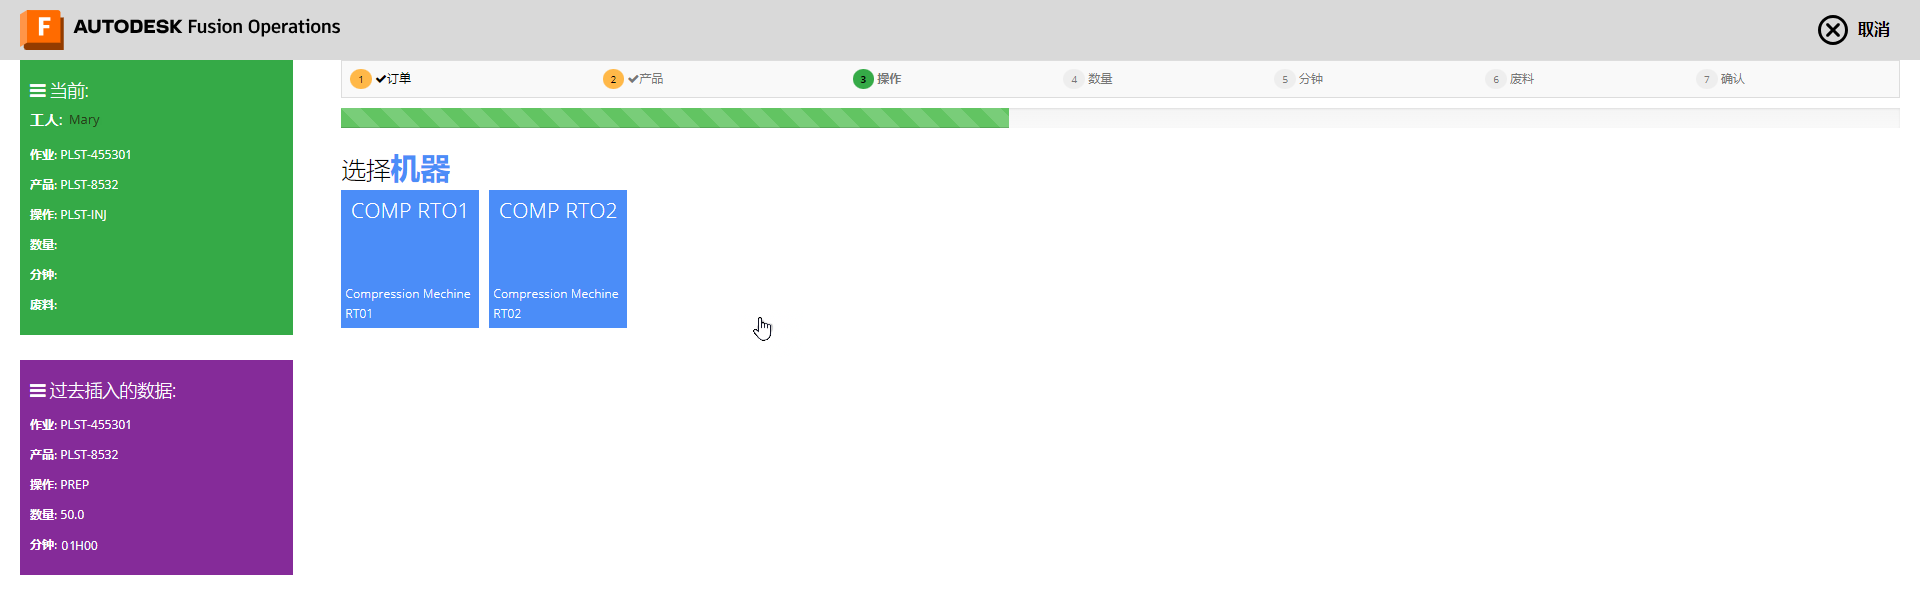 F AUTODESK Fusion Operations
取消
当前:
工人: Mary
作业: PLST-455301
产品: PLST-8532
操作: PLST-INJ
数量:
分钟:
废料:
过去插入的数据:
作业: PLST-455301
产品: PLST-8532
操作: PREP
数量: 50.0
分钟: 01H00
1 订单
2 产品
3 操作
4 数量
5 分钟
6 废料
7 确认
选择机器
COMP RTO1
Compression Mechine
RT01
COMP RTO2
Compression Mechine
RT02